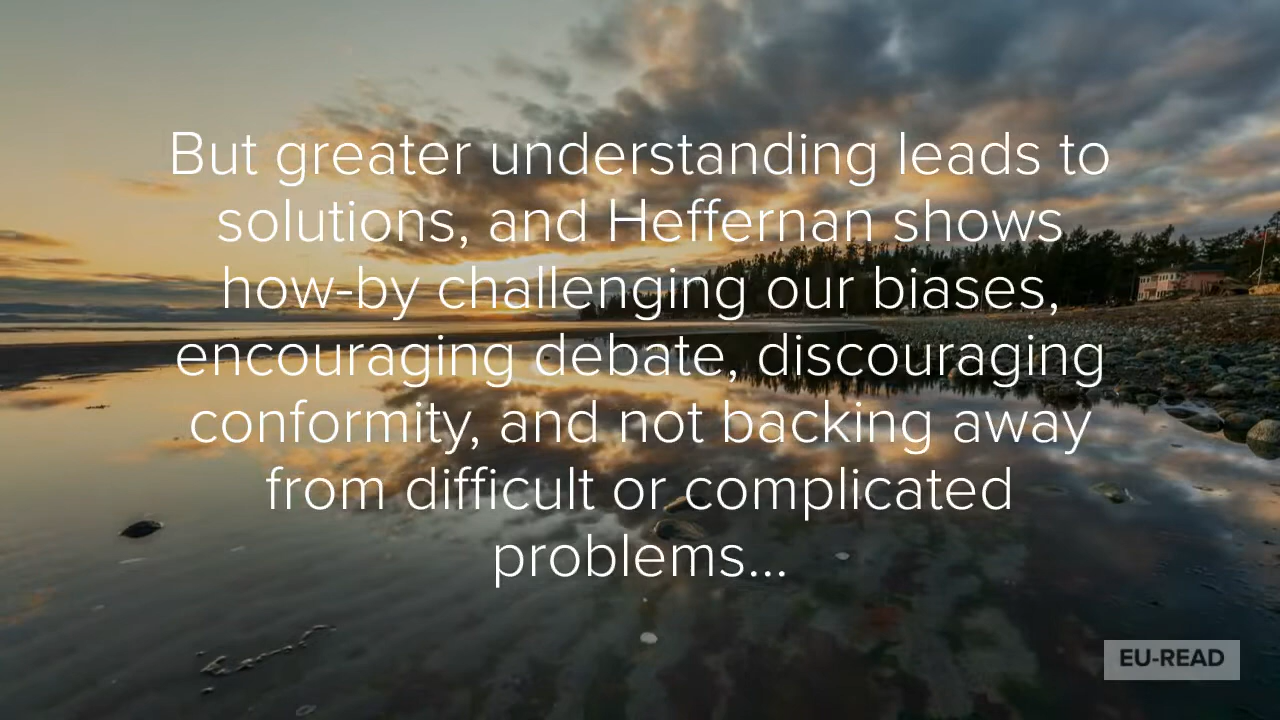 But greater understanding leads to
solutions, and Heffernan shows
how-by challenging our biases,
encouraging debate, discouraging
conformity, and not backing away
from difficult or complicated
problems...
EU-READ